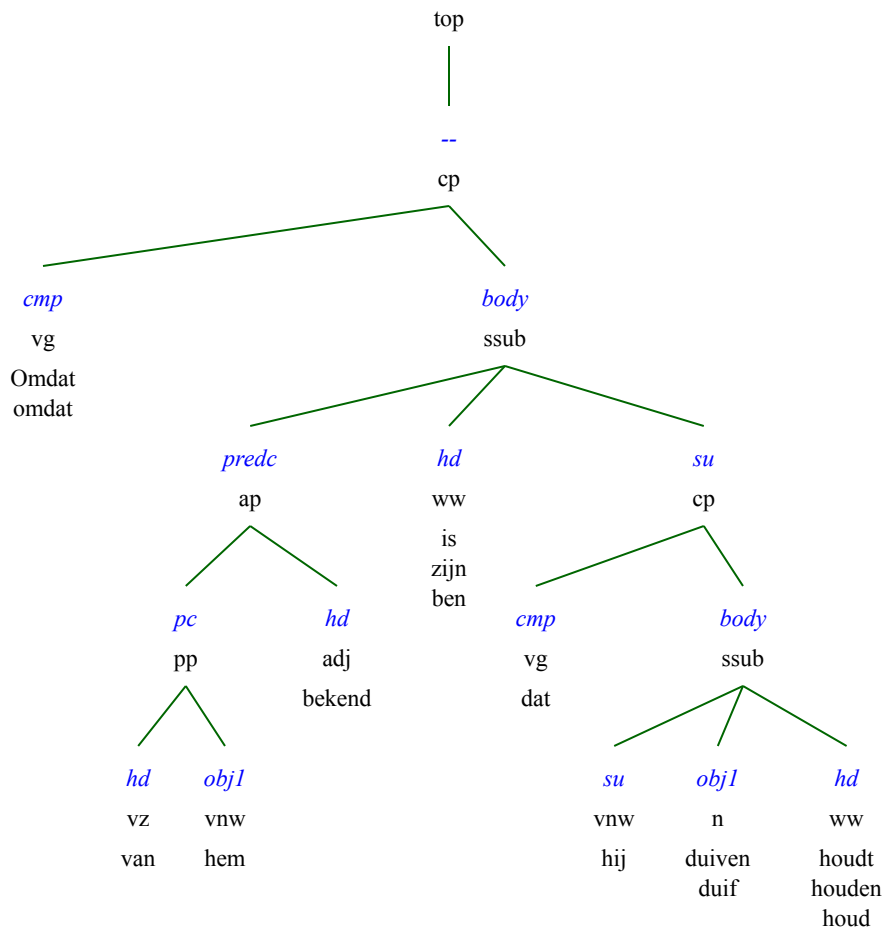 top
--
cp
cmp body
vg ssub
Omdat
omdat
predc hd su
ap ww cp
is
zijn
ben
pc hd cmp body
pp adj vg ssub
bekend dat
hd obj1 su obj1 hd
vz vnw vnw n ww
van hem hij duiven houdt
duif houden
houd